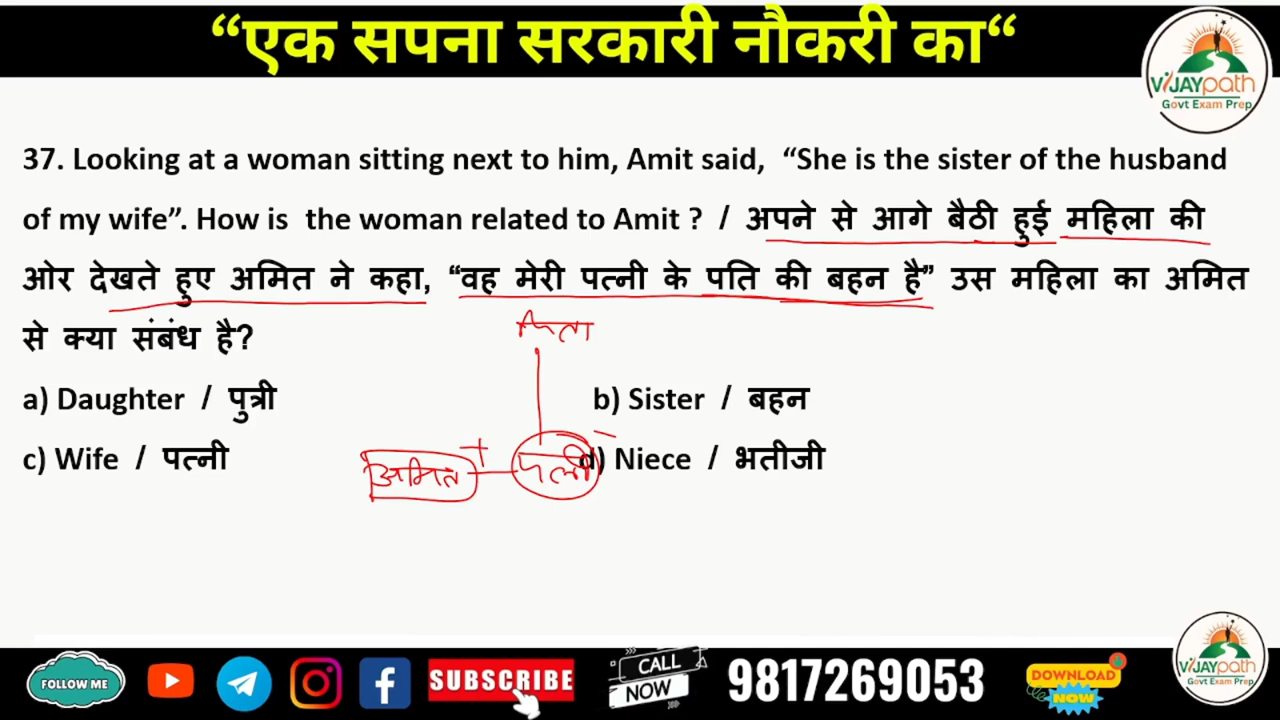 “एक सपना सरकारी नौकरी का“
VIJAYpath
Govt Exam Prep
37. Looking at a woman sitting next to him, Amit said, “She is the sister of the husband
of my wife”. How is the woman related to Amit ? / अपने से आगे बैठी हुई महिला की
ओर देखते हुए अमित ने कहा, “वह मेरी पत्नी के पति की बहन है” उस महिला का अमित
से क्या संबंध है?
पिता
a) Daughter / पुत्री b) Sister / बहन
c) Wife / पत्नी d) Niece / भतीजी
अमित + पत्नी
VIJAYpath
Govt Exam Prep
FOLLOW ME
SUBSCRIBE
CALL
NOW
9817269053
DOWNLOAD
NOW